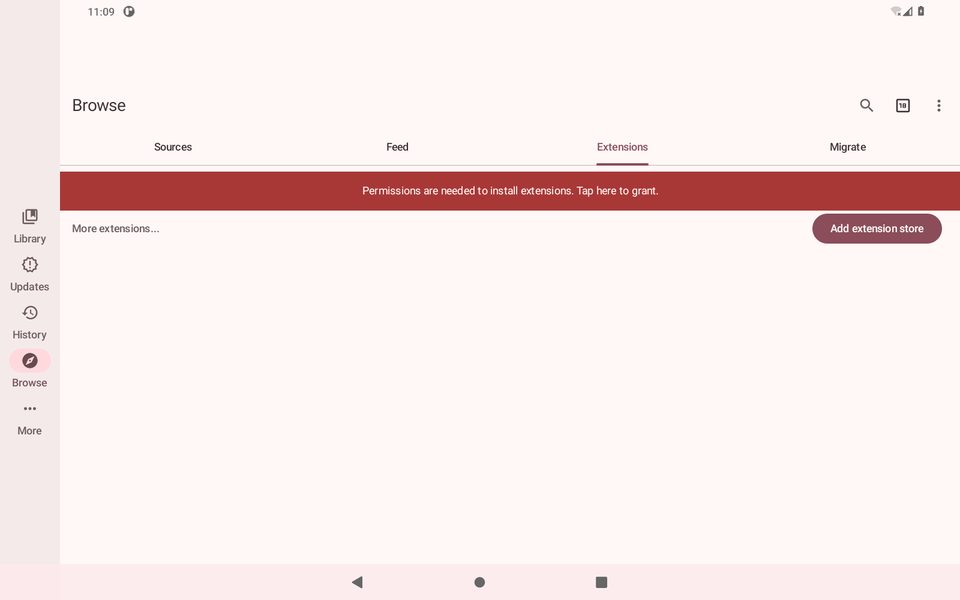 11:09
Browse
18
Sources
Feed
Extensions
Migrate
Permissions are needed to install extensions. Tap here to grant.
More extensions...
Add extension store
Library
Updates
History
Browse
More